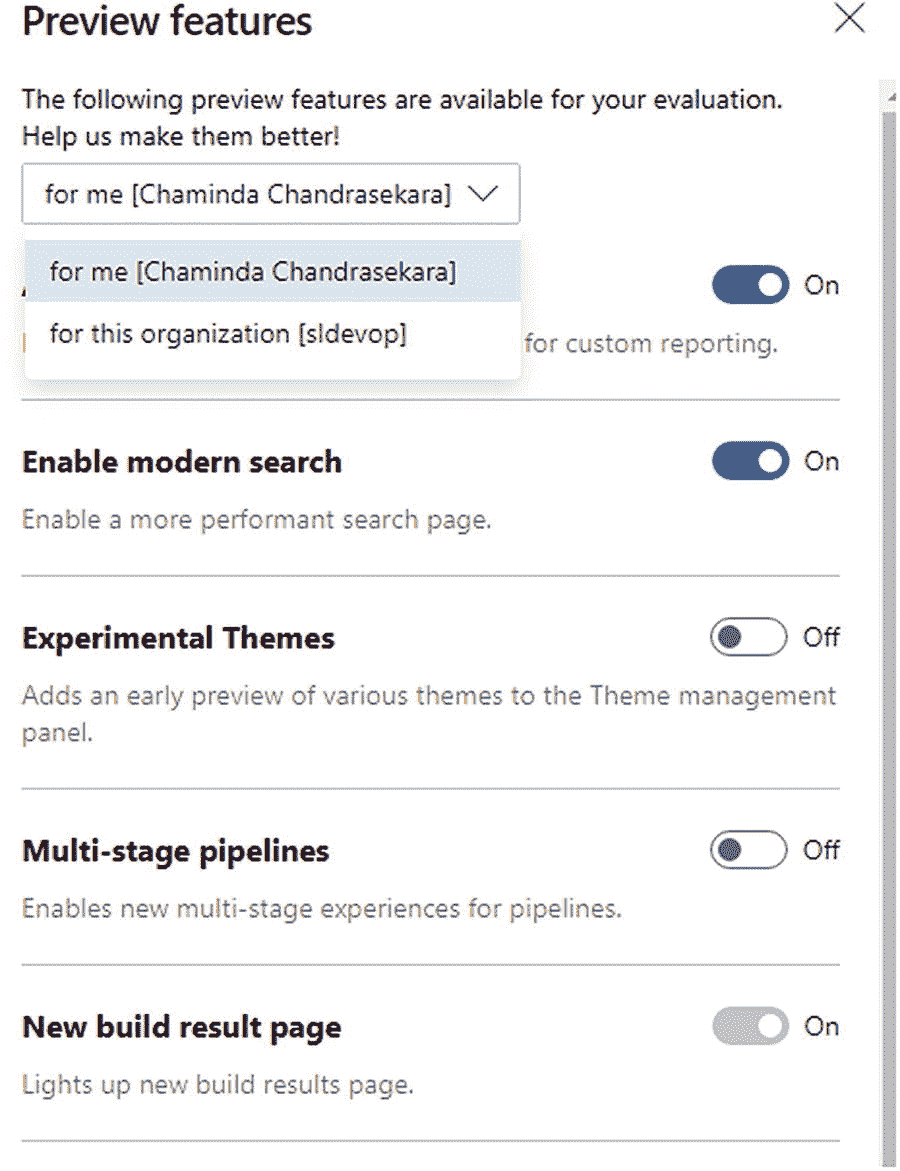 Preview features
The following preview features are available for your evaluation.
Help us make them better!
for me [Chaminda Chandrasekara]
for me [Chaminda Chandrasekara]
On
for this organization [sldevop]
for custom reporting.
Enable modern search
On
Enable a more performant search page.
Experimental Themes
Off
Adds an early preview of various themes to the Theme management
panel.
Multi-stage pipelines
Off
Enables new multi-stage experiences for pipelines.
New build result page
On
Lights up new build results page.